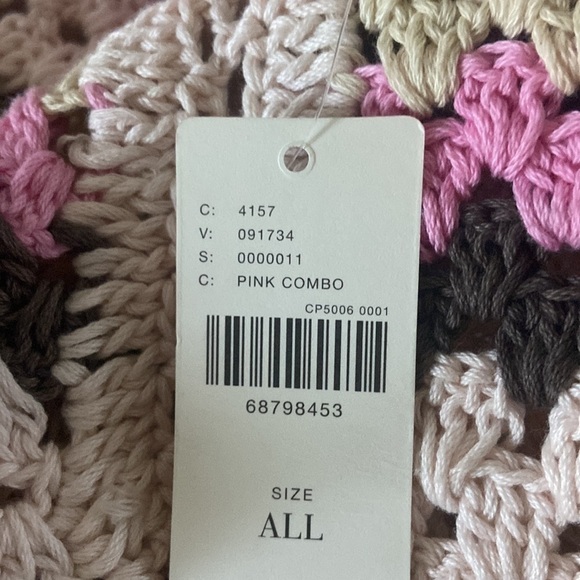 C: 4157
V: 091734
S: 0000011
C: PINK COMBO
CP5006 0001
68798453
SIZE
ALL